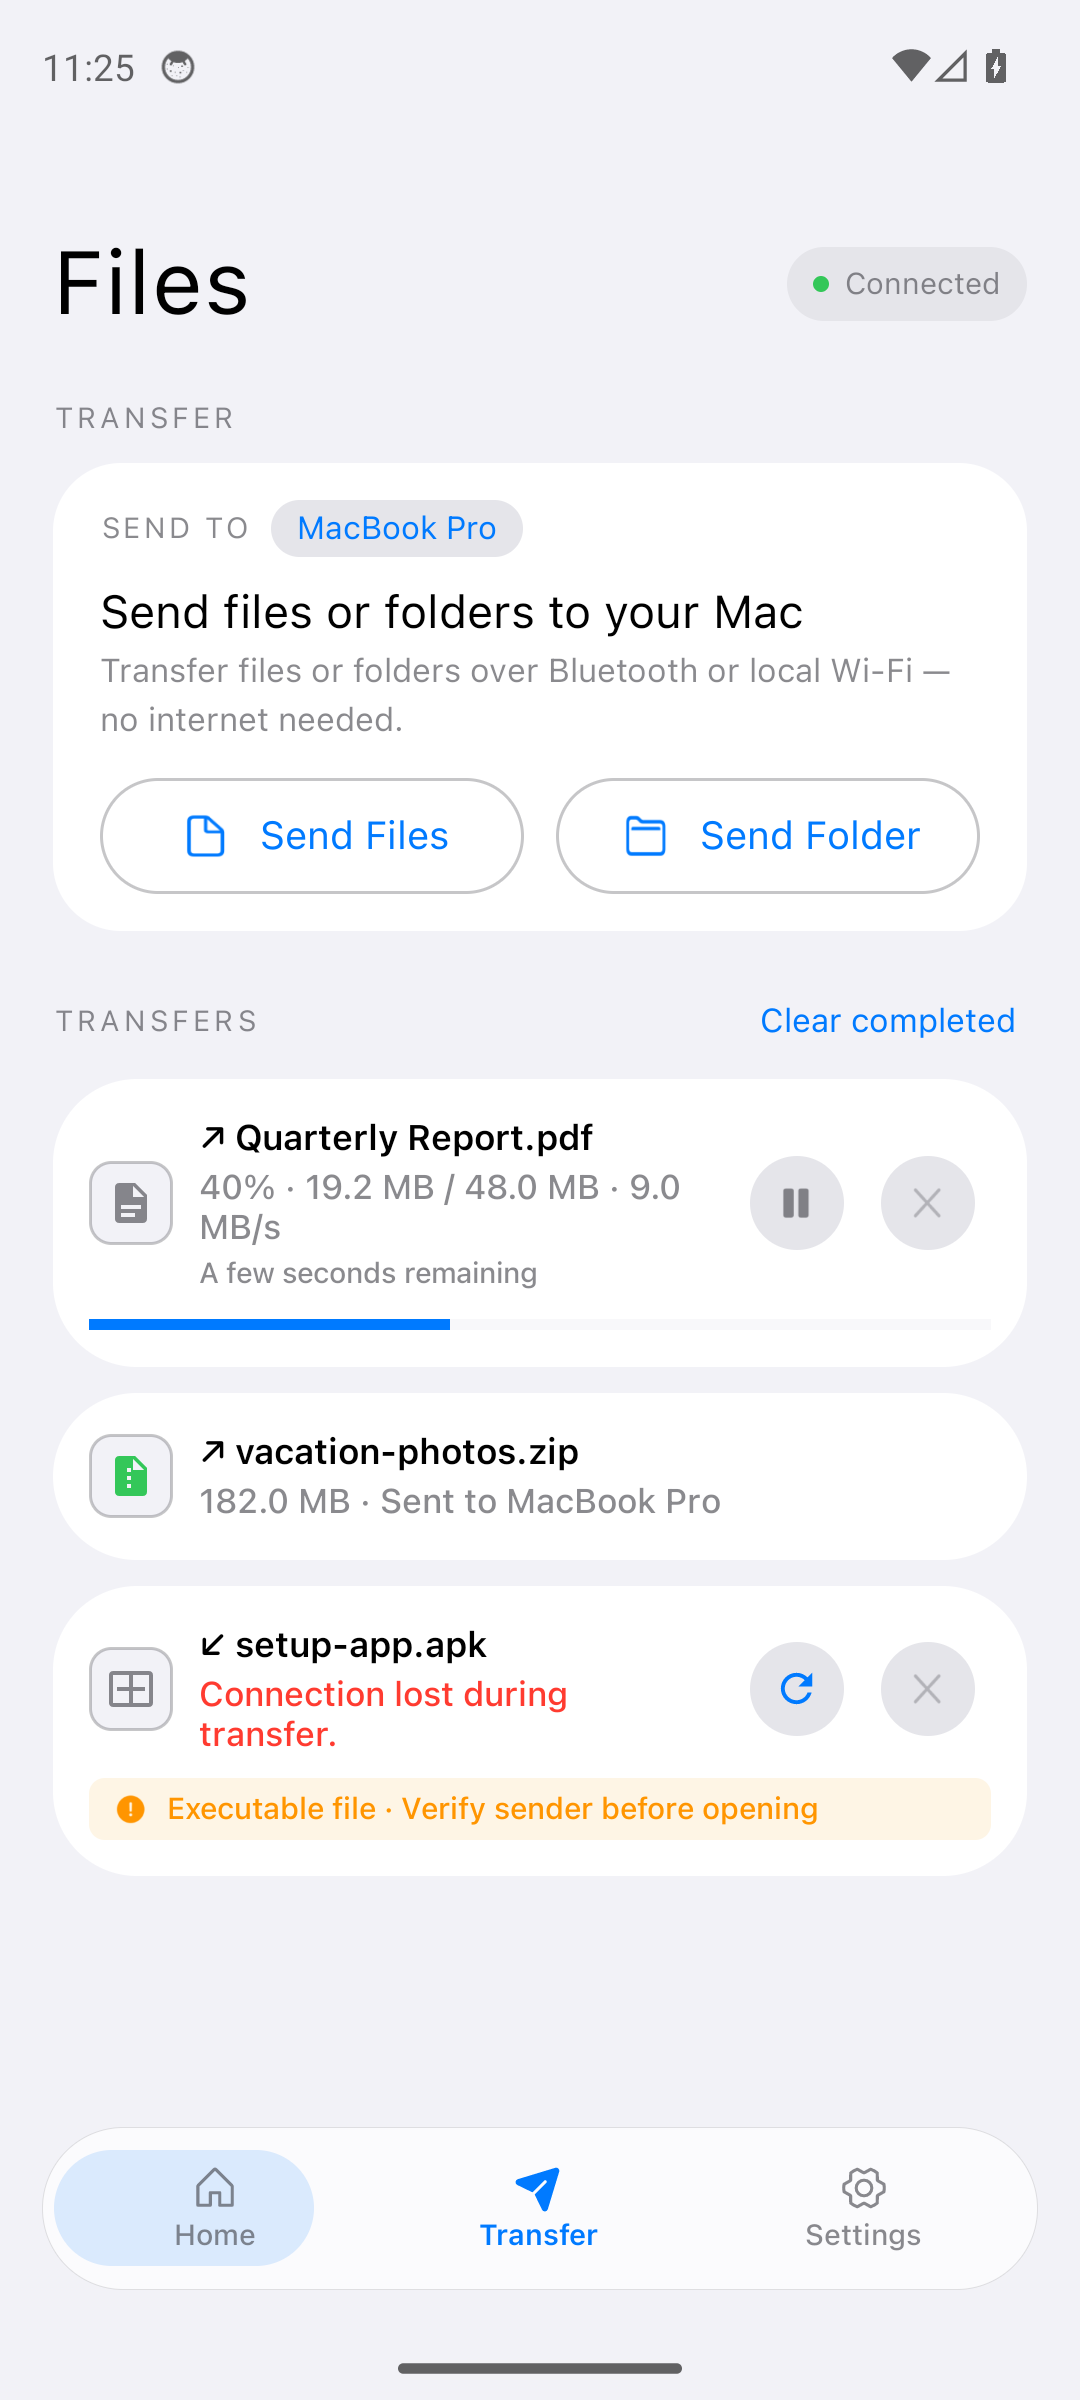 11:25
Files
Connected
TRANSFER
SEND TO MacBook Pro
Send files or folders to your Mac
Transfer files or folders over Bluetooth or local Wi-Fi —
no internet needed.
Send Files
Send Folder
TRANSFERS
Clear completed
Quarterly Report.pdf
40% · 19.2 MB / 48.0 MB · 9.0
MB/s
A few seconds remaining
vacation-photos.zip
182.0 MB · Sent to MacBook Pro
setup-app.apk
Connection lost during
transfer.
Executable file · Verify sender before opening
Home
Transfer
Settings